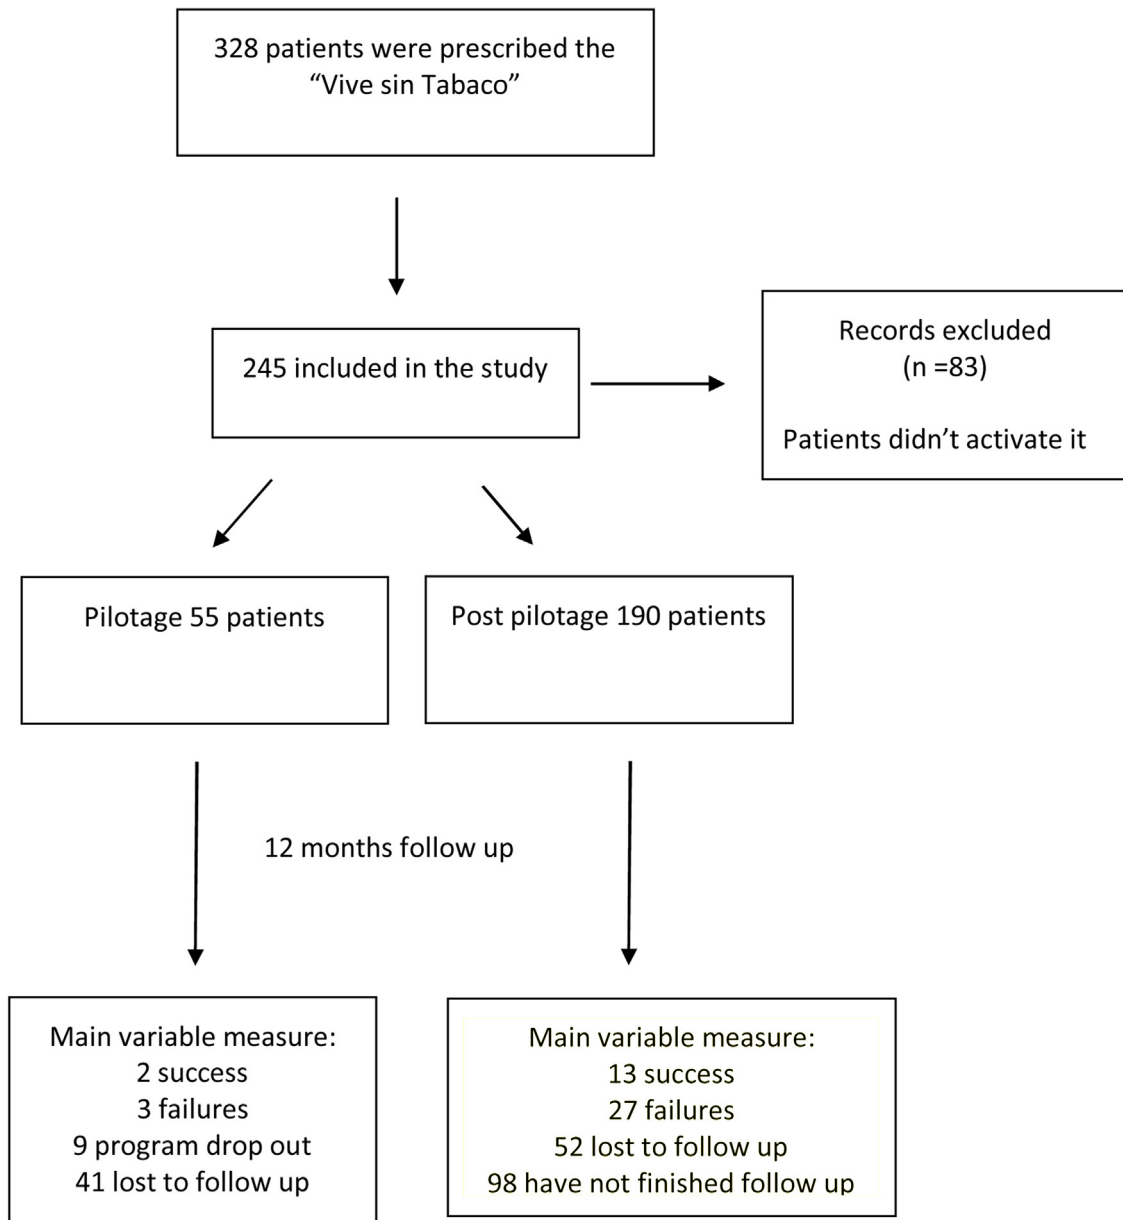 328 patients were prescribed the
“Vive sin Tabaco”
245 included in the study
Records excluded
(n =83)
Patients didn’t activate it
Pilotage 55 patients
Post pilotage 190 patients
12 months follow up
Main variable measure:
2 success
3 failures
9 program drop out
41 lost to follow up
Main variable measure:
13 success
27 failures
52 lost to follow up
98 have not finished follow up